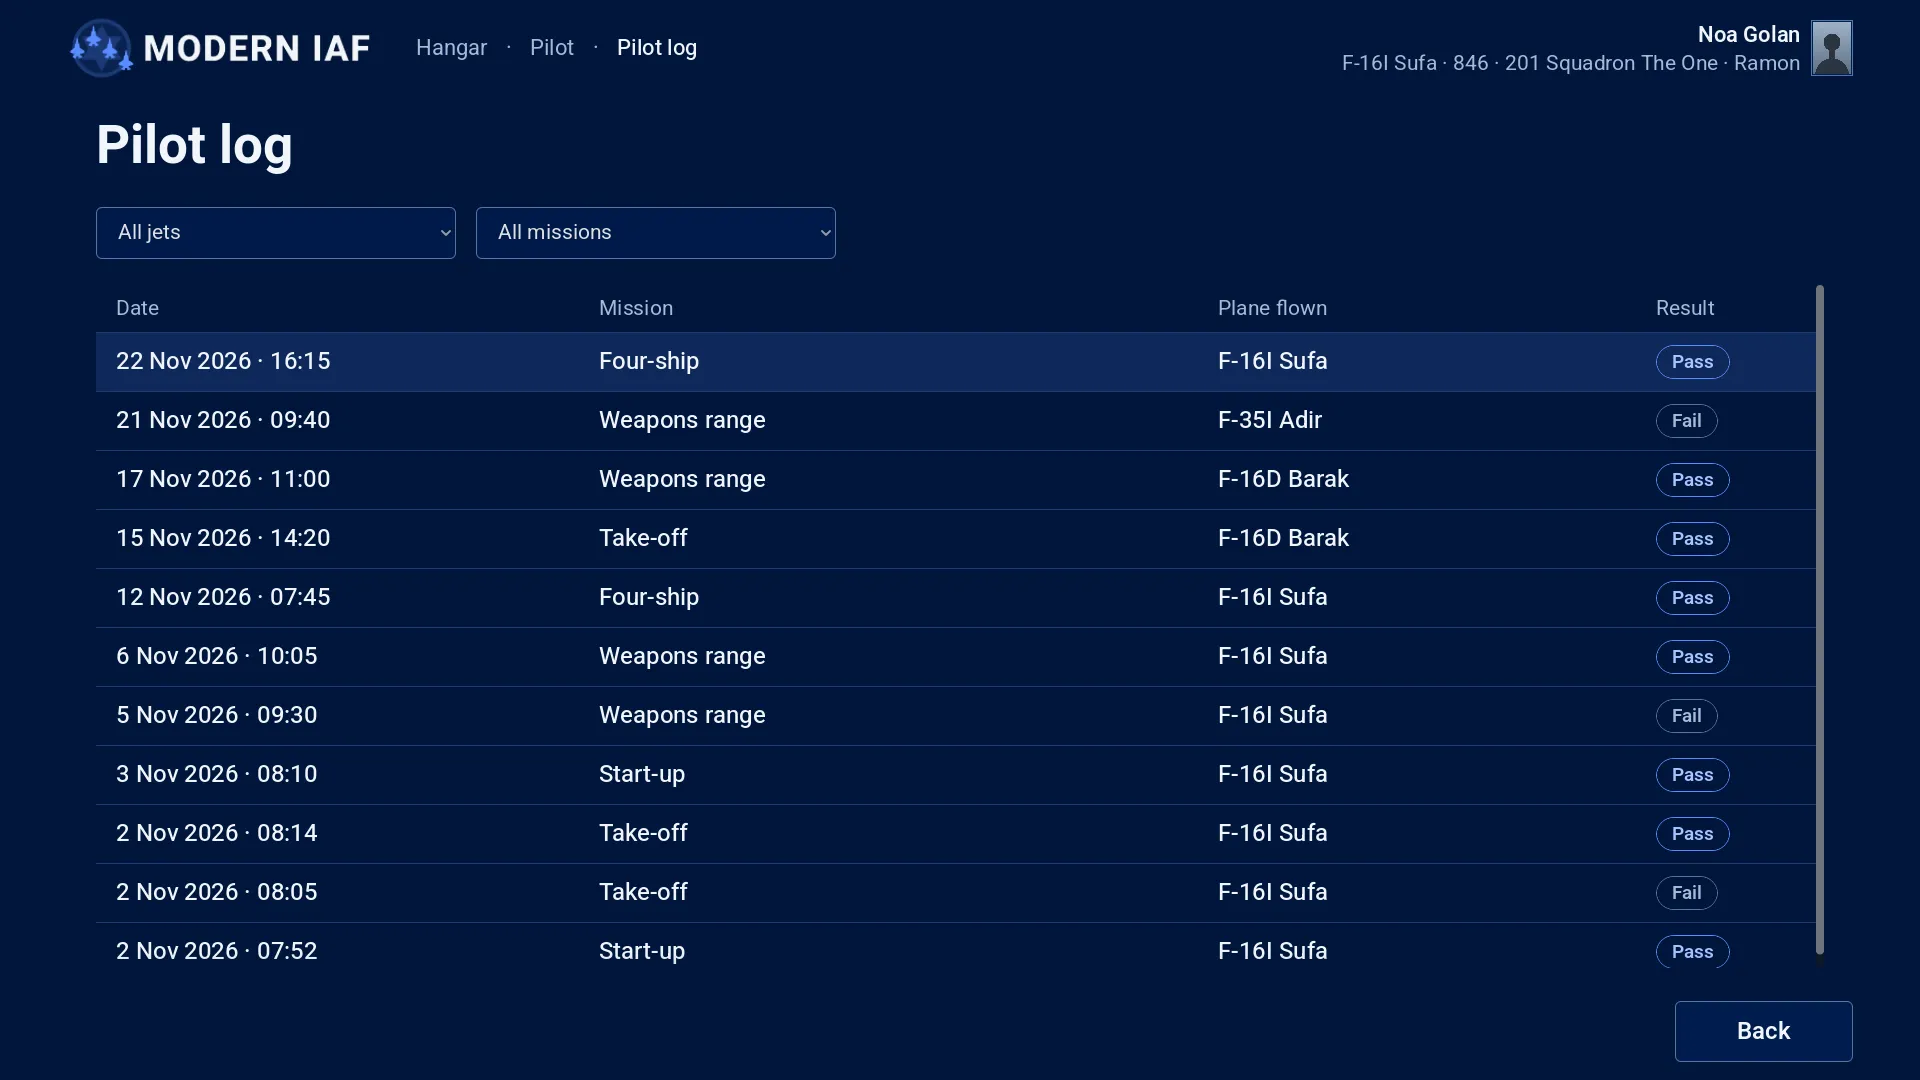 MODERN IAF
Hangar · Pilot · Pilot log
Noa Golan
F-16I Sufa · 846 · 201 Squadron The One · Ramon
Pilot log
All jets
All missions
Date Mission Plane flown Result
22 Nov 2026 · 16:15 Four-ship F-16I Sufa Pass
21 Nov 2026 · 09:40 Weapons range F-35I Adir Fail
17 Nov 2026 · 11:00 Weapons range F-16D Barak Pass
15 Nov 2026 · 14:20 Take-off F-16D Barak Pass
12 Nov 2026 · 07:45 Four-ship F-16I Sufa Pass
6 Nov 2026 · 10:05 Weapons range F-16I Sufa Pass
5 Nov 2026 · 09:30 Weapons range F-16I Sufa Fail
3 Nov 2026 · 08:10 Start-up F-16I Sufa Pass
2 Nov 2026 · 08:14 Take-off F-16I Sufa Pass
2 Nov 2026 · 08:05 Take-off F-16I Sufa Fail
2 Nov 2026 · 07:52 Start-up F-16I Sufa Pass
Back